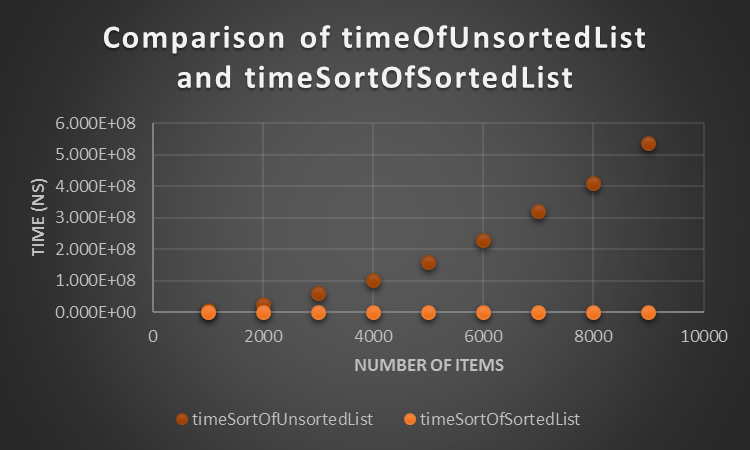 Comparison of timeOfUnsortedList
and timeSortOfSortedList
6.000E+08
5.000E+08
4.000E+08
3.000E+08
2.000E+08
1.000E+08
0.000E+00
TIME (NS)
0 2000 4000 6000 8000 10000
NUMBER OF ITEMS
timeSortOfUnsortedList timeSortOfSortedList